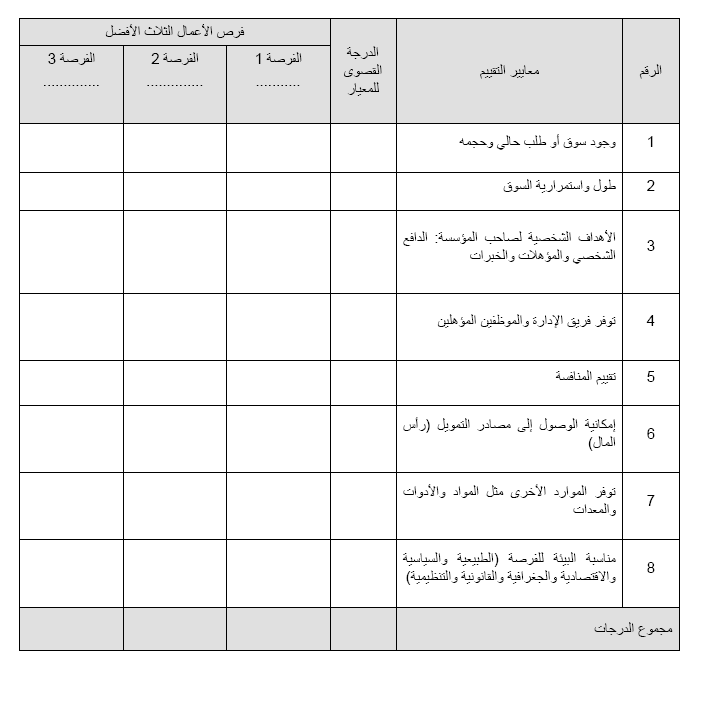 الرقم
معايير التقييم
الدرجة
القصوى
للمعيار
فرص الأعمال الثلاث الأفضل
الفرصة 1
...........
الفرصة 2
..............
الفرصة 3
..............
1
وجود سوق أو طلب حالي وحجمه
2
طول واستمرارية السوق
3
الأهداف الشخصية لصاحب المؤسسة: الدافع
الشخصي والمؤهلات والخبرات
4
توفر فريق الإدارة والموظفين المؤهلين
5
تقييم المنافسة
6
إمكانية الوصول إلى مصادر التمويل (رأس
المال)
7
توفر الموارد الأخرى مثل المواد والأدوات
والمعدات
8
مناسبة البيئة للفرصة (الطبيعية والسياسية
والاقتصادية والجغرافية والقانونية والتنظيمية)
مجموع الدرجات